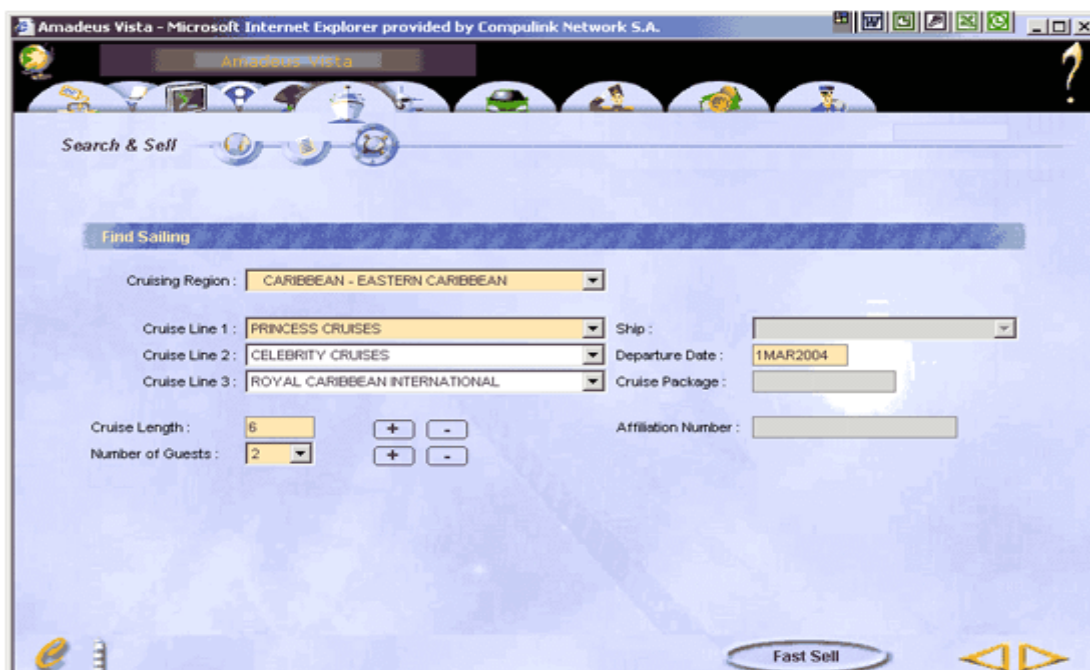 Amadeus Vista - Microsoft Internet Explorer provided by Compulink Network S.A.
Amadeus Vista
?
Search & Sell
Find Sailing
Cruising Region : CARIBBEAN - EASTERN CARIBBEAN
Cruise Line 1 : PRINCESS CRUISES Ship :
Cruise Line 2 : CELEBRITY CRUISES Departure Date : 1MAR2004
Cruise Line 3 : ROYAL CARIBBEAN INTERNATIONAL Cruise Package :
Cruise Length : 6 + - Affiliation Number :
Number of Guests : 2 + -
Fast Sell